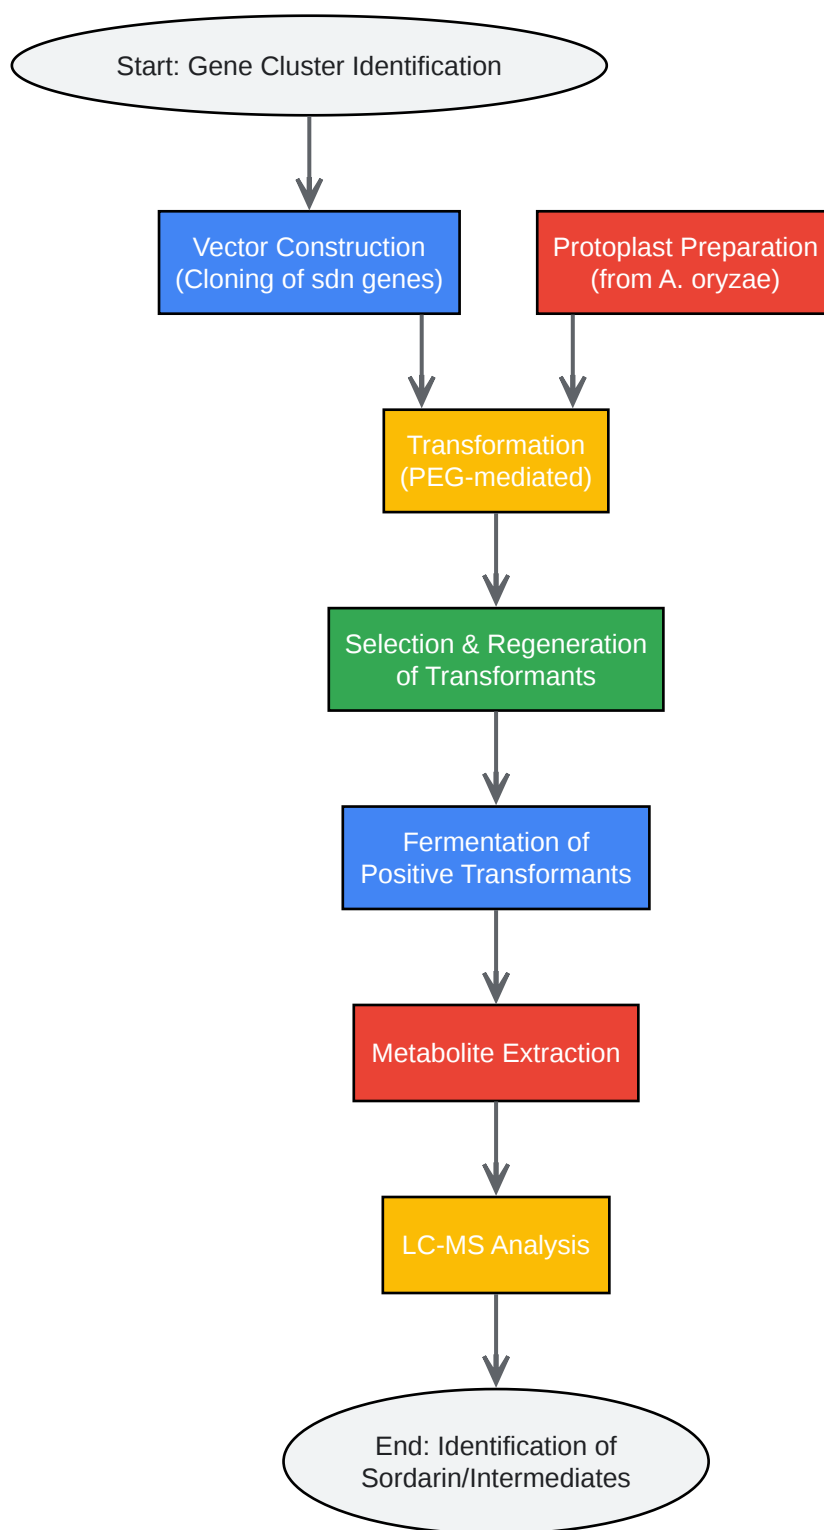 Start: Gene Cluster Identification
Vector Construction
(Cloning of sdn genes)
Protoplast Preparation
(from A. oryzae)
Transformation
(PEG-mediated)
Selection & Regeneration
of Transformants
Fermentation of
Positive Transformants
Metabolite Extraction
LC-MS Analysis
End: Identification of
Sordarin/Intermediates